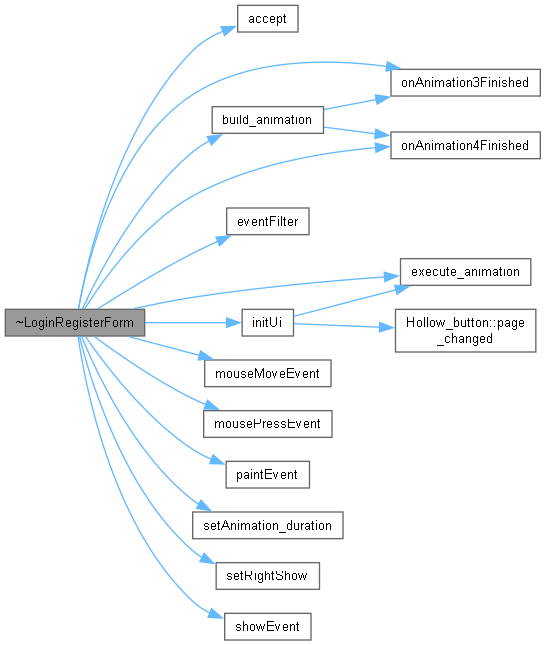 accept
onAnimation3Finished
build_animation
onAnimation4Finished
eventFilter
execute_animation
~LoginRegisterForm
initUi
Hollow_button::page
_changed
mouseMoveEvent
mousePressEvent
paintEvent
setAnimation_duration
setRightShow
showEvent